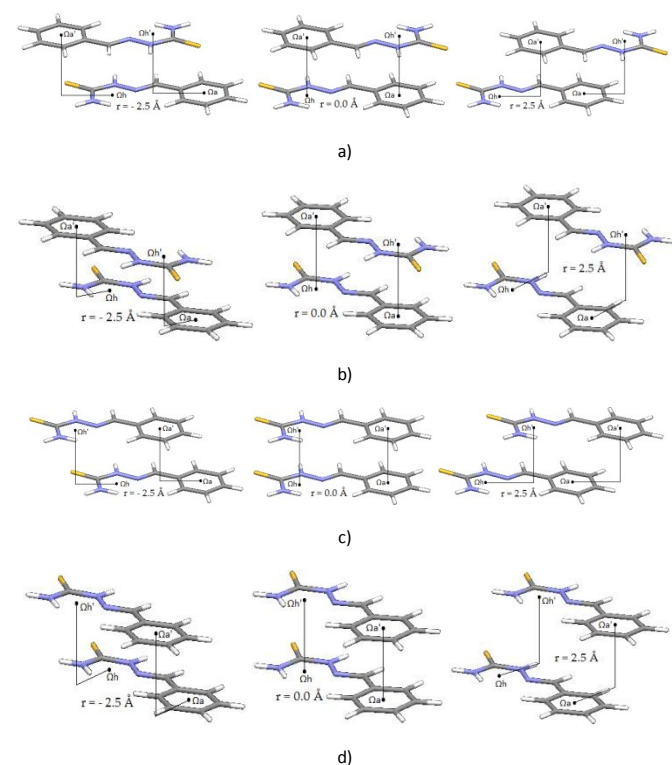 Ωa' Ωh' Ωa' Ωh' Ωa' Ωh'
Ωh Ωa Ωh Ωa Ωh Ωa
r = - 2.5 Å r = 0.0 Å r = 2.5 Å
a)
Ωa' Ωh' Ωa' Ωh' Ωa' Ωh'
Ωh Ωa Ωh Ωa Ωh Ωa
r = - 2.5 Å r = 0.0 Å r = 2.5 Å
b)
Ωh' Ωa' Ωh' Ωa' Ωh' Ωa'
Ωh Ωa Ωh Ωa Ωh Ωa
r = - 2.5 Å r = 0.0 Å r = 2.5 Å
c)
Ωh' Ωa' Ωh' Ωa' Ωh' Ωa'
Ωh Ωa Ωh Ωa Ωh Ωa
r = - 2.5 Å r = 0.0 Å r = 2.5 Å
d)